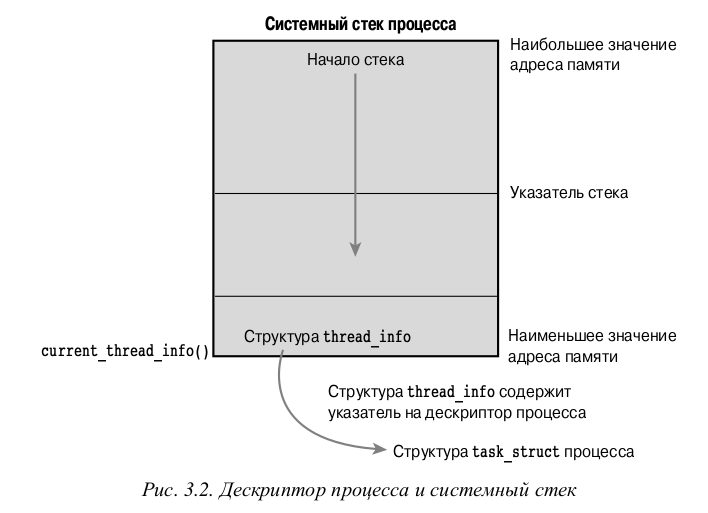 Системный стек процесса
Наибольшее значение
адреса памяти
Начало стека
Указатель стека
Структура thread_info
current_thread_info()
Наименьшее значение
адреса памяти
Структура thread_info содержит
указатель на дескриптор процесса
Структура task_struct процесса
Рис. 3.2. Дескриптор процесса и системный стек